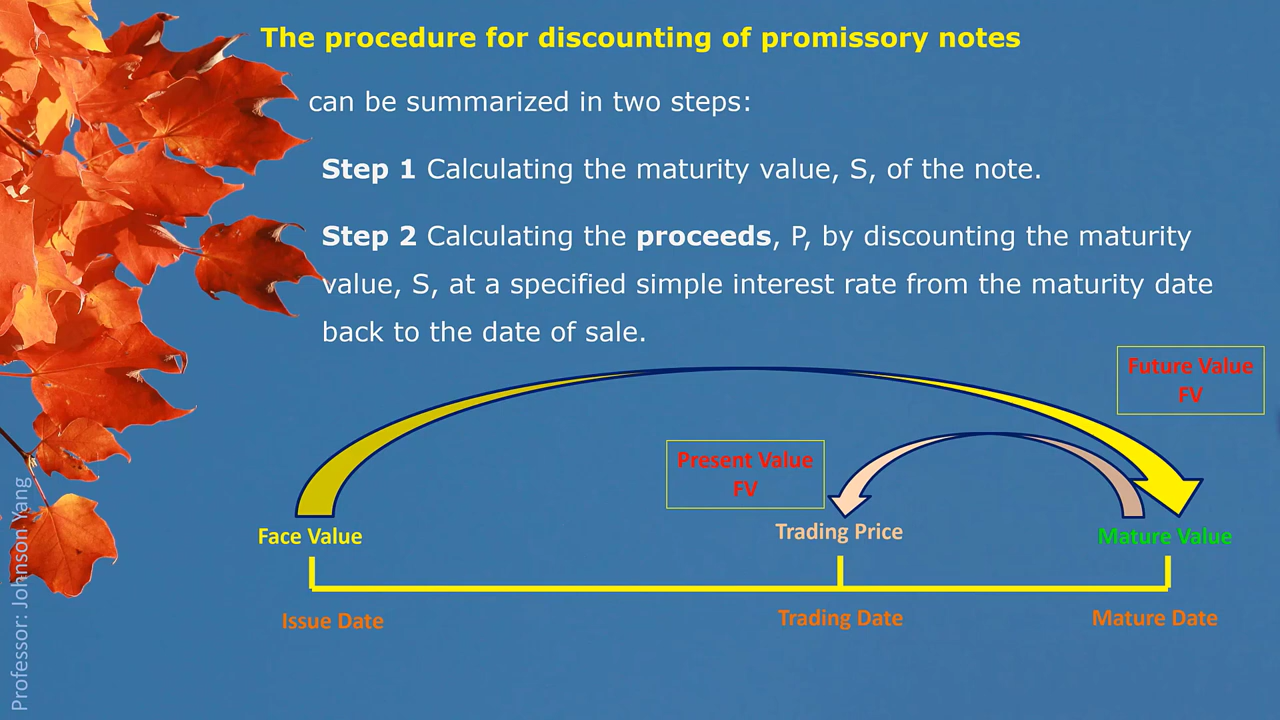 The procedure for discounting of promissory notes
can be summarized in two steps:
Step 1 Calculating the maturity value, S, of the note.
Step 2 Calculating the proceeds, P, by discounting the maturity
value, S, at a specified simple interest rate from the maturity date
back to the date of sale.
Future Value
FV
Present Value
FV
Face Value
Trading Price
Mature Value
Issue Date
Trading Date
Mature Date
Professor: Johnson Yang